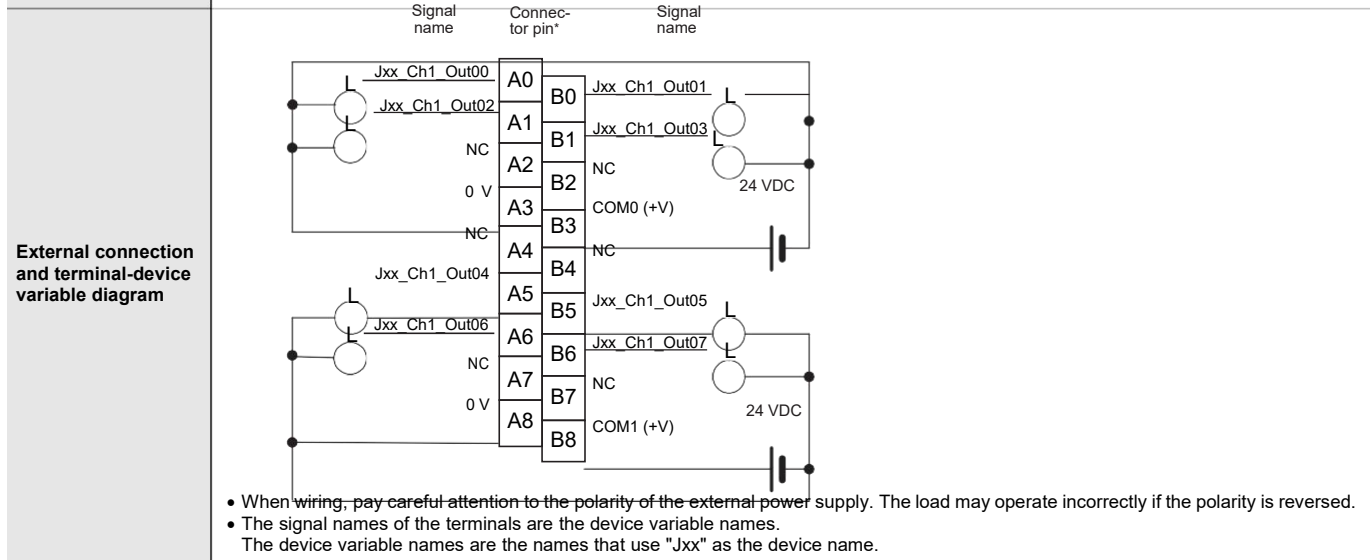 Signal name
Connec-tor pin*
Signal name
Jxx_Ch1_Out00
A0
B0
Jxx_Ch1_Out01
L
L
Jxx_Ch1_Out02
A1
B1
Jxx_Ch1_Out03
L
L
NC
A2
B2
NC
24 VDC
0 V
A3
B3
COM0 (+V)
NC
A4
B4
NC
External connection
and terminal-device
variable diagram
Jxx_Ch1_Out04
A5
B5
Jxx_Ch1_Out05
L
L
Jxx_Ch1_Out06
A6
B6
Jxx_Ch1_Out07
L
L
NC
A7
B7
NC
24 VDC
0 V
A8
B8
COM1 (+V)
• When wiring, pay careful attention to the polarity of the external power supply. The load may operate incorrectly if the polarity is reversed.
• The signal names of the terminals are the device variable names.
The device variable names are the names that use "Jxx" as the device name.